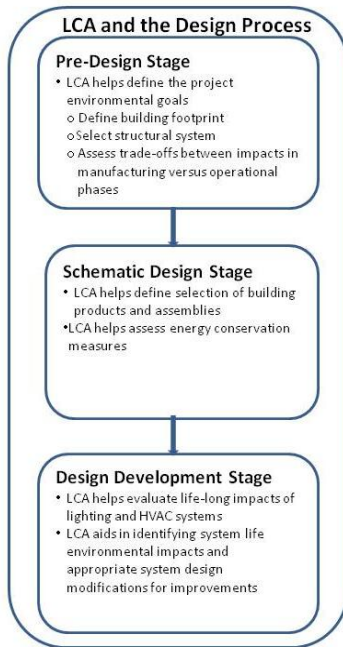 LCA and the Design Process
Pre-Design Stage
• LCA helps define the project
environmental goals
o Define building footprint
o Select structural system
o Assess trade-offs between impacts in
manufacturing versus operational
phases
Schematic Design Stage
• LCA helps define selection of building
products and assemblies
•LCA helps assess energy conservation
measures
Design Development Stage
• LCA helps evaluate life-long impacts of
lighting and HVAC systems
• LCA aids in identifying system life
environmental impacts and
appropriate system design
modifications for improvements